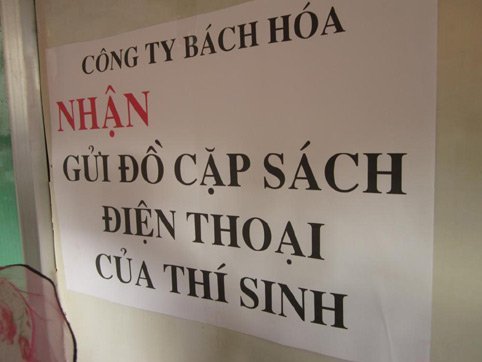 CÔNG TY BÁCH HÓA
NHẬN
GỬI ĐỒ CẶP SÁCH
ĐIỆN THOẠI
CỦA THÍ SINH